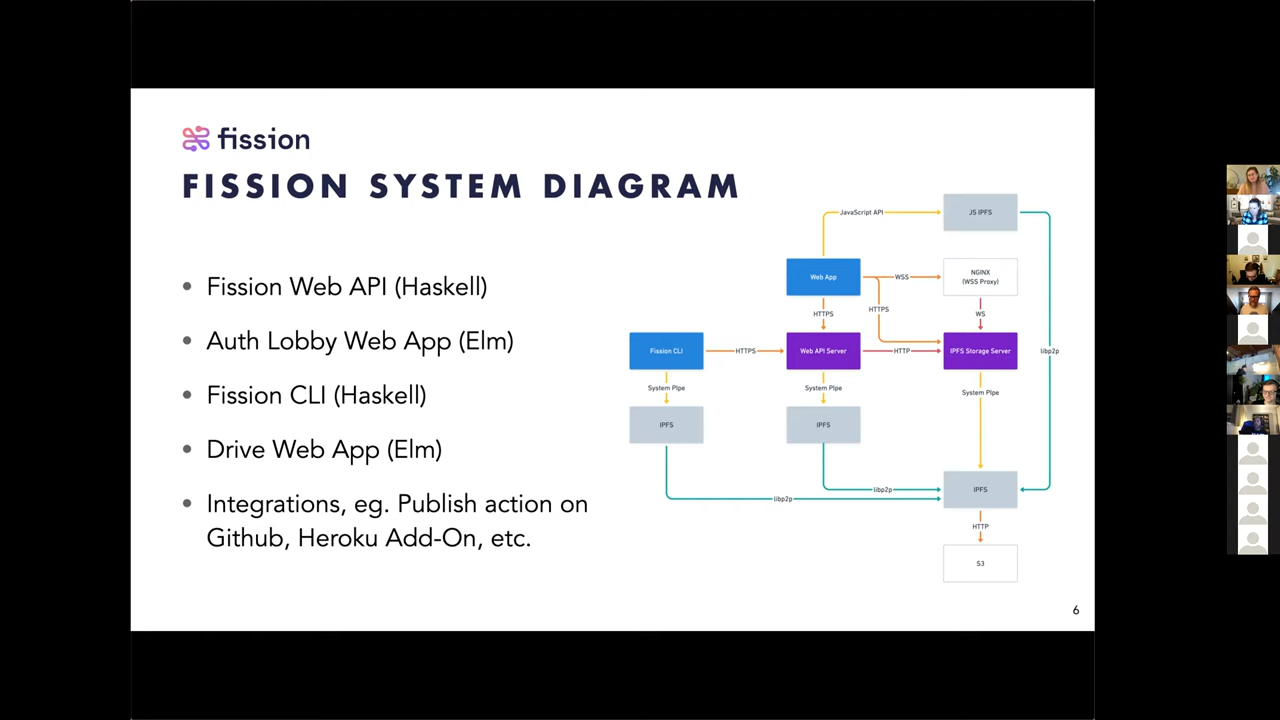 fission
FISSION SYSTEM DIAGRAM
• Fission Web API (Haskell)
• Auth Lobby Web App (Elm)
• Fission CLI (Haskell)
• Drive Web App (Elm)
• Integrations, eg. Publish action on
Github, Heroku Add-On, etc.
JavaScript API
JS IPFS
Web App
WSS
NGINX
(WSS Proxy)
HTTPS
HTTPS
WS
Fission CLI
HTTPS
Web API Server
HTTP
IPFS Storage Server
libp2p
System Pipe
System Pipe
System Pipe
IPFS
IPFS
libp2p
libp2p
IPFS
HTTP
S3
6